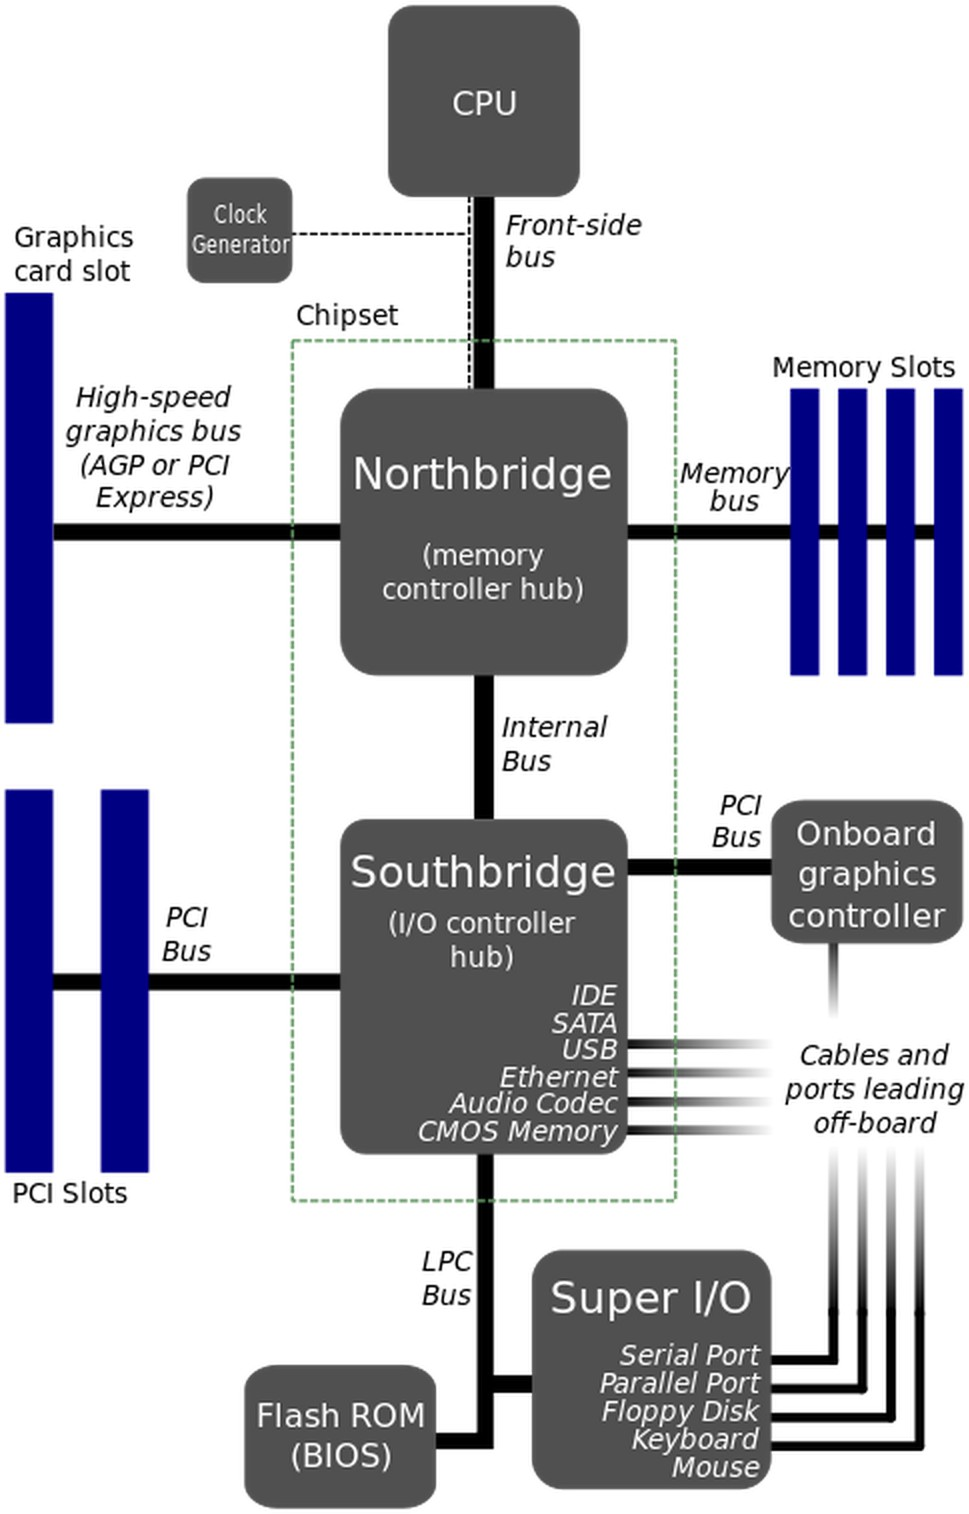 CPU
Clock
Generator
Front-side
bus
Graphics
card slot
Chipset
High-speed
graphics bus
(AGP or PCI
Express)
Northbridge
(memory
controller hub)
Memory Slots
Memory
bus
Internal
Bus
Southbridge
(I/O controller
hub)
IDE
SATA
USB
Ethernet
Audio Codec
CMOS Memory
PCI
Bus
Onboard
graphics
controller
PCI
Bus
PCI Slots
Cables and
ports leading
off-board
LPC
Bus
Super I/O
Serial Port
Parallel Port
Floppy Disk
Keyboard
Mouse
Flash ROM
(BIOS)